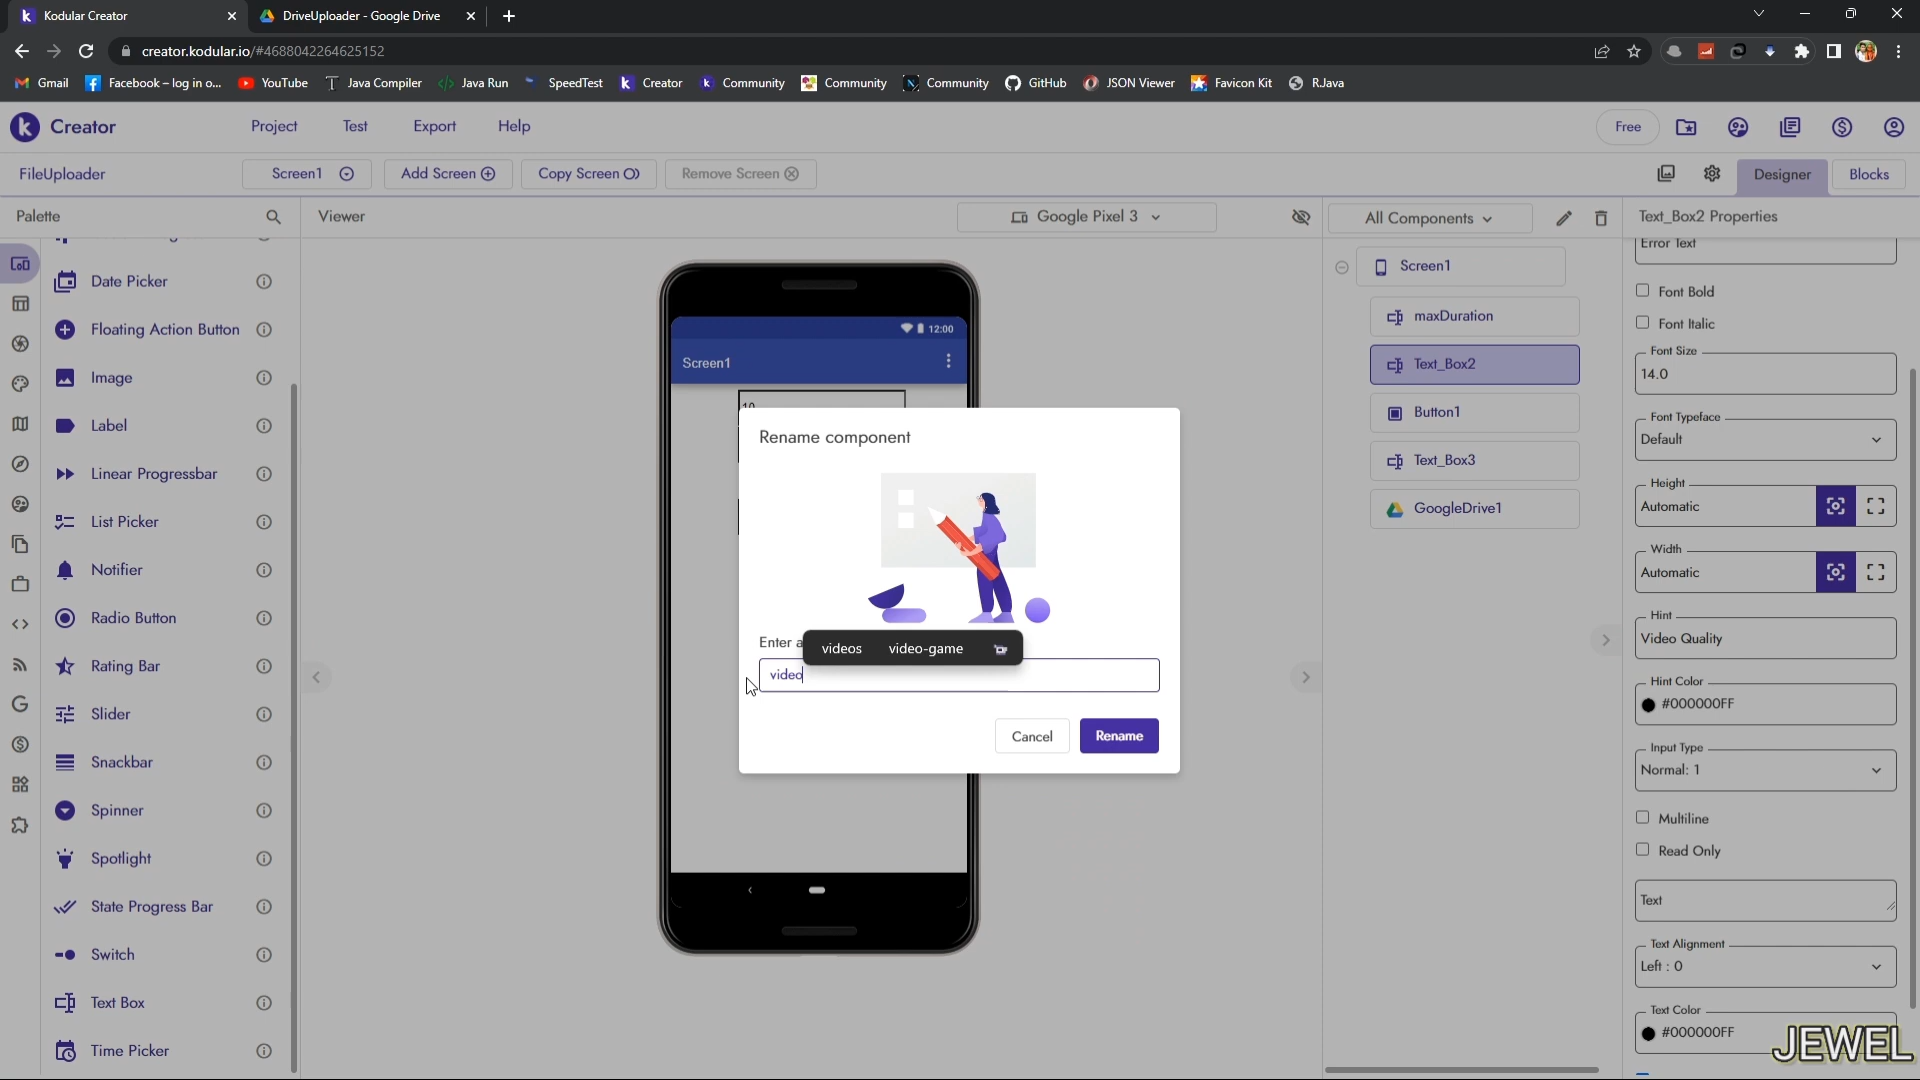 Kodular Creator
DriveUploader - Google Drive
creator.kodular.io/#4688042264625152
Gmail
Facebook – log in o...
YouTube
Java Compiler
Java Run
SpeedTest
Creator
Community
Community
Community
GitHub
JSON Viewer
Favicon Kit
R.Java
Creator
Project
Test
Export
Help
Free
FileUploader
Screen1
Add Screen
Copy Screen
Remove Screen
Designer
Blocks
Palette
Viewer
Google Pixel 3
All Components
Text_Box2 Properties
Date Picker
Floating Action Button
Image
Label
Linear Progressbar
List Picker
Notifier
Radio Button
Rating Bar
Slider
Snackbar
Spinner
Spotlight
State Progress Bar
Switch
Text Box
Time Picker
12:00
Screen1
10
Rename component
Enter a
videos video-game
video
Cancel
Rename
Screen1
maxDuration
Text_Box2
Button1
Text_Box3
GoogleDrive1
Error Text
Font Bold
Font Italic
Font Size
14.0
Font Typeface
Default
Height
Automatic
Width
Automatic
Hint
Video Quality
Hint Color
#000000FF
Input Type
Normal: 1
Multiline
Read Only
Text
Text Alignment
Left : 0
Text Color
#000000FF
JEWEL